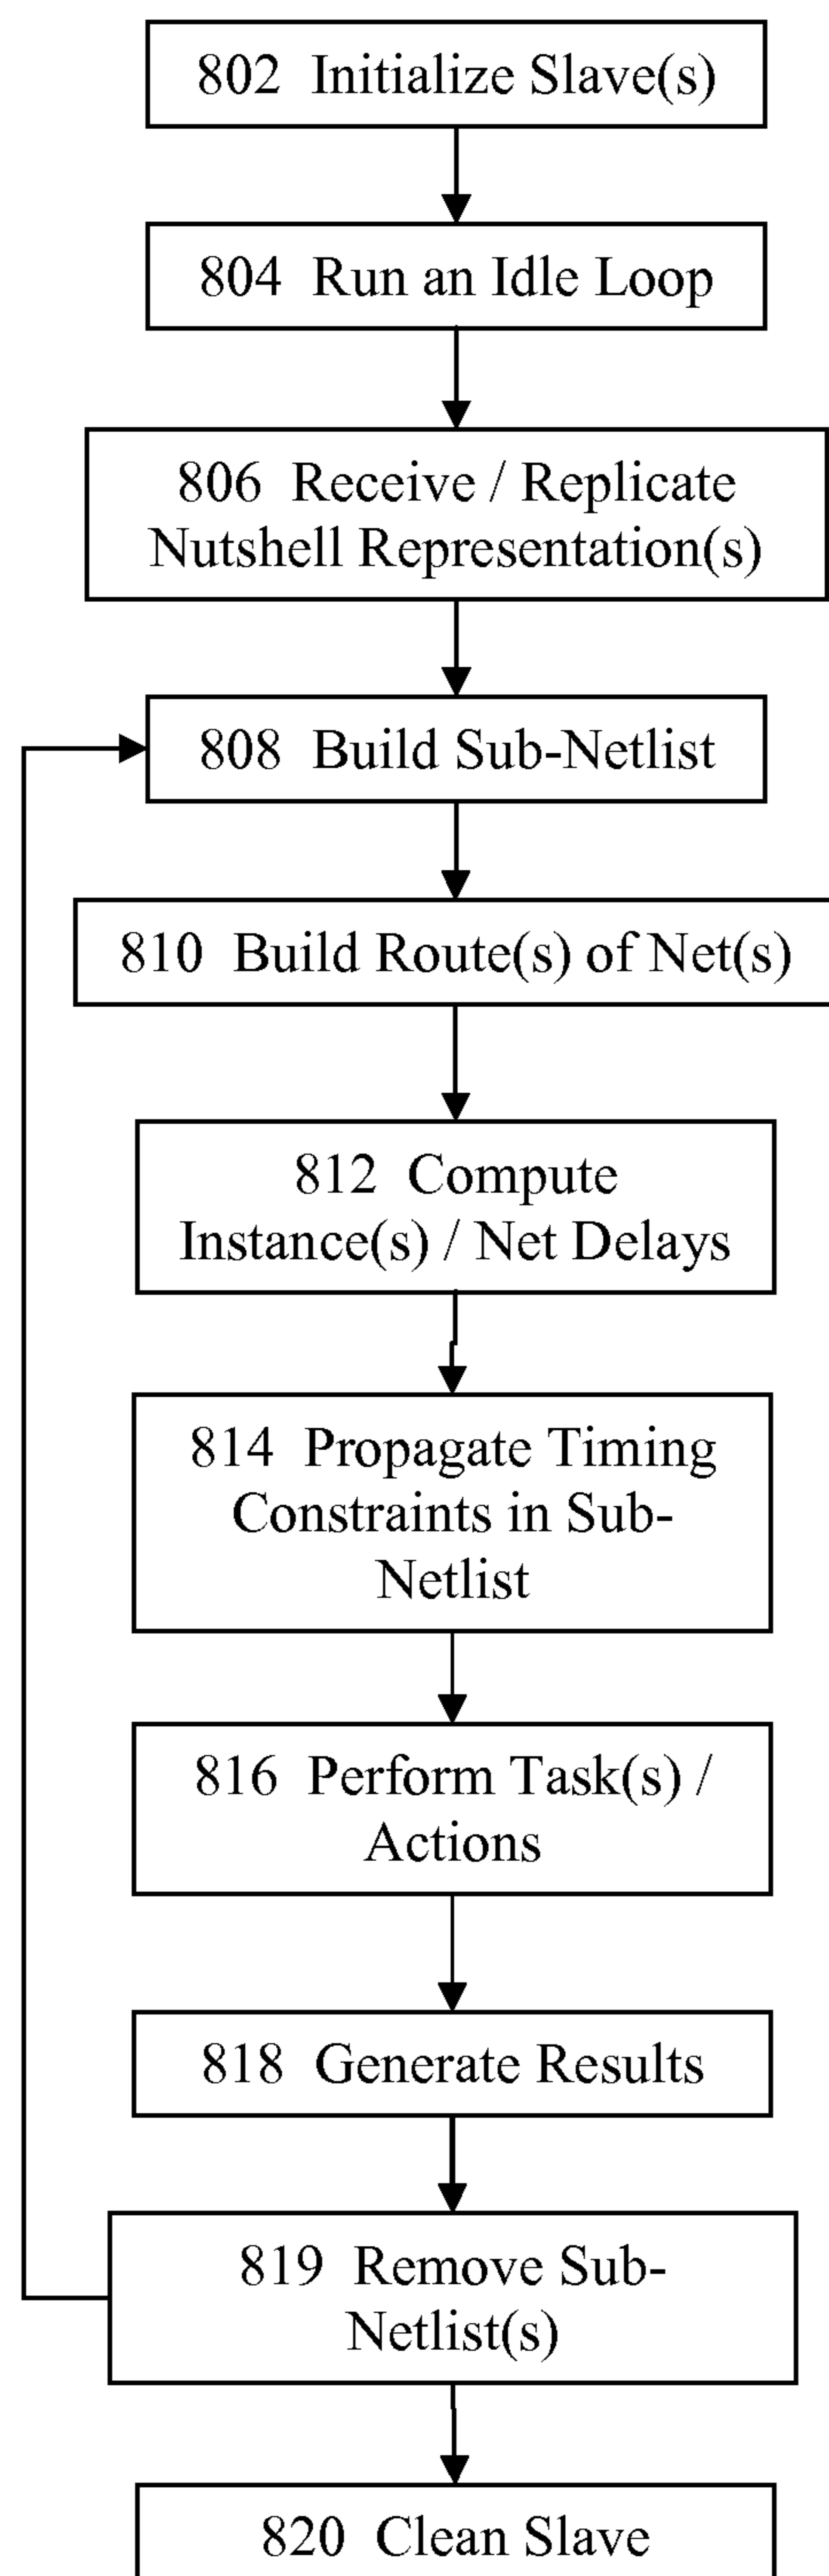 802 Initialize Slave(s)
804 Run an Idle Loop
806 Receive / Replicate
Nutshell Representation(s)
808 Build Sub-Netlist
810 Build Route(s) of Net(s)
812 Compute
Instance(s) / Net Delays
814 Propagate Timing
Constraints in Sub-
Netlist
816 Perform Task(s) /
Actions
818 Generate Results
819 Remove Sub-
Netlist(s)
820 Clean Slave